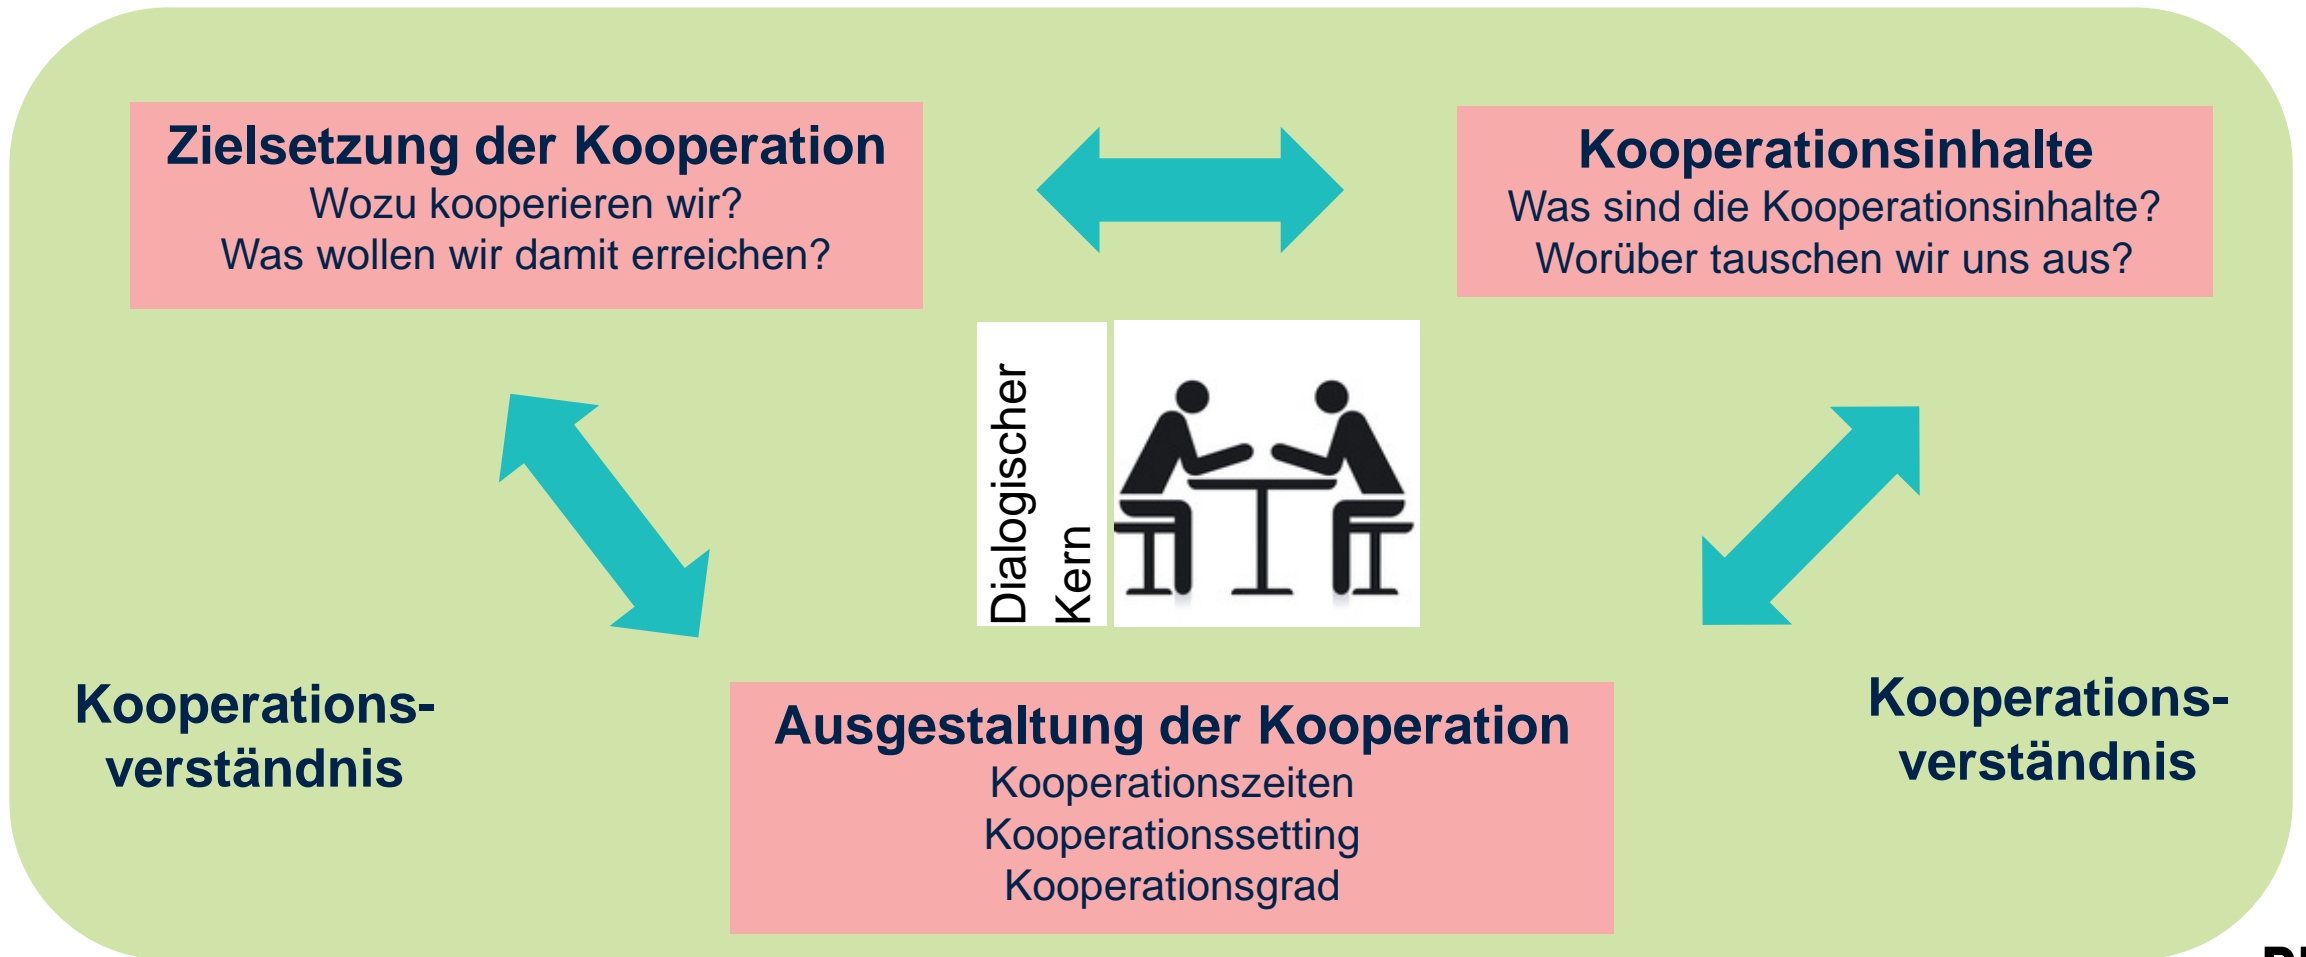 Zielsetzung der Kooperation
Wozu kooperieren wir?
Was wollen wir damit erreichen?
Kooperationsinhalte
Was sind die Kooperationsinhalte?
Worüber tauschen wir uns aus?
Dialogischer
Kern
Kooperations-
verständnis
Ausgestaltung der Kooperation
Kooperationszeiten
Kooperationssetting
Kooperationsgrad
Kooperations-
verständnis